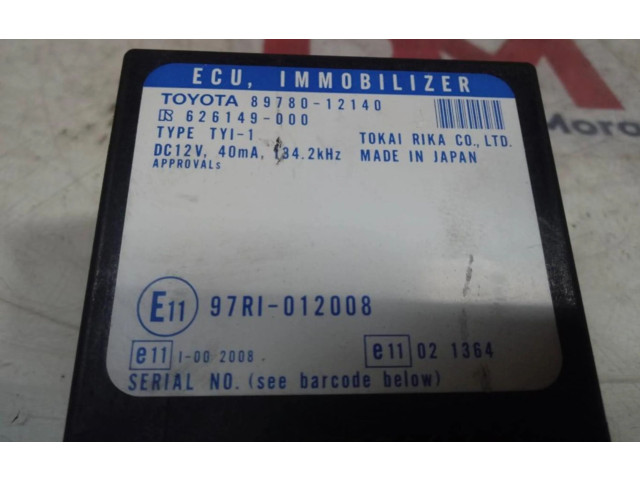 ECU, IMMOBILIZER
TOYOTA 89780-12140
R 626149-000
TYPE TYI-1 TOKAI RIKA CO., LTD.
DC12V, 40mA, 134.2kHz MADE IN JAPAN
APPROVALs
E11 97RI-012008
e11 I-00 2008 e11 02 1364
SERIAL NO. (see barcode below)